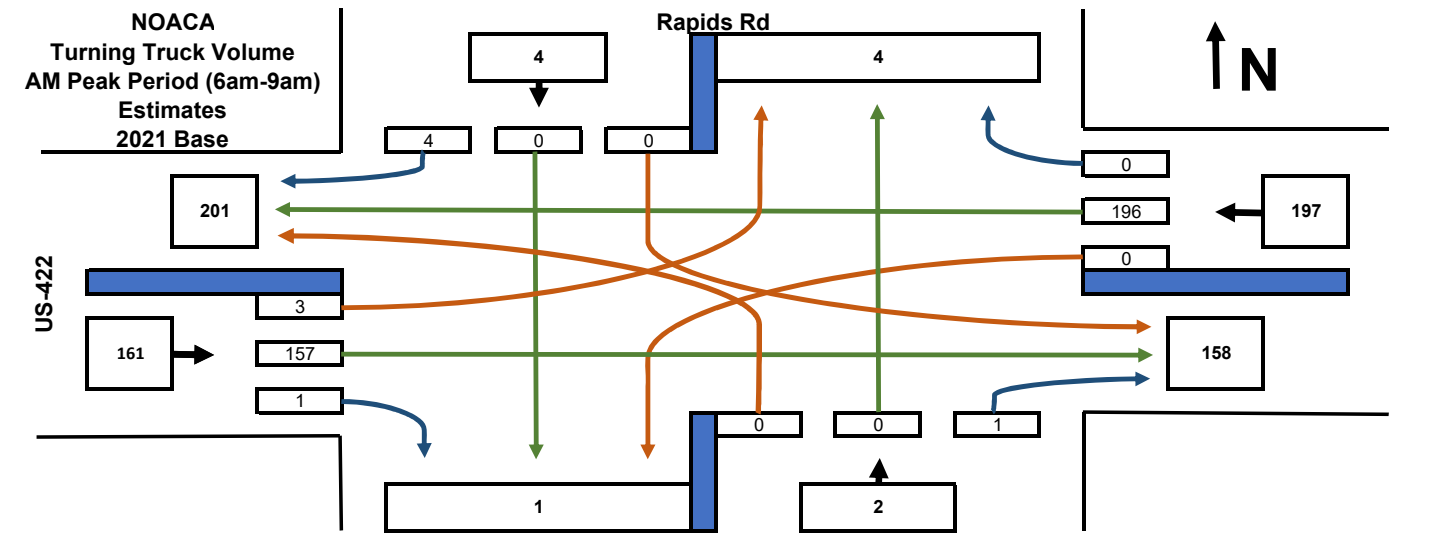 NOACA
Turning Truck Volume
AM Peak Period (6am-9am)
Estimates
2021 Base
Rapids Rd
N
4
4
4
0
0
0
201
196
197
0
US-422
3
161
157
158
1
0
0
1
1
2